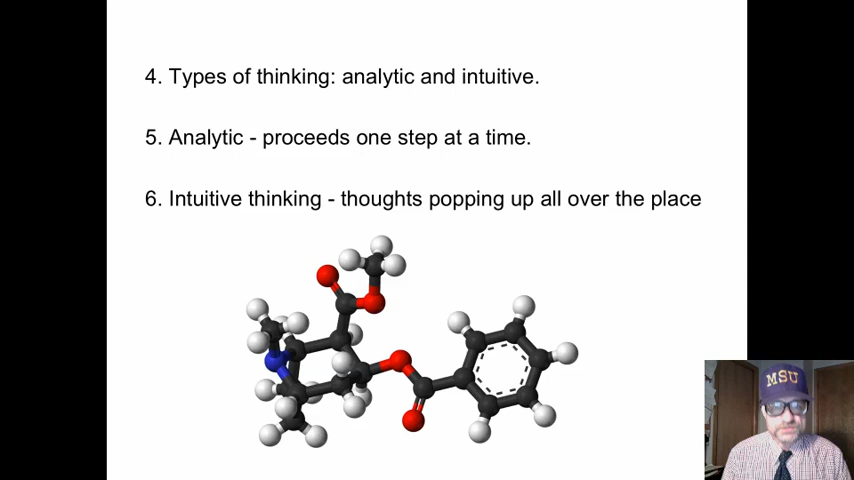 4. Types of thinking: analytic and intuitive.
5. Analytic - proceeds one step at a time.
6. Intuitive thinking - thoughts popping up all over the place
MSU